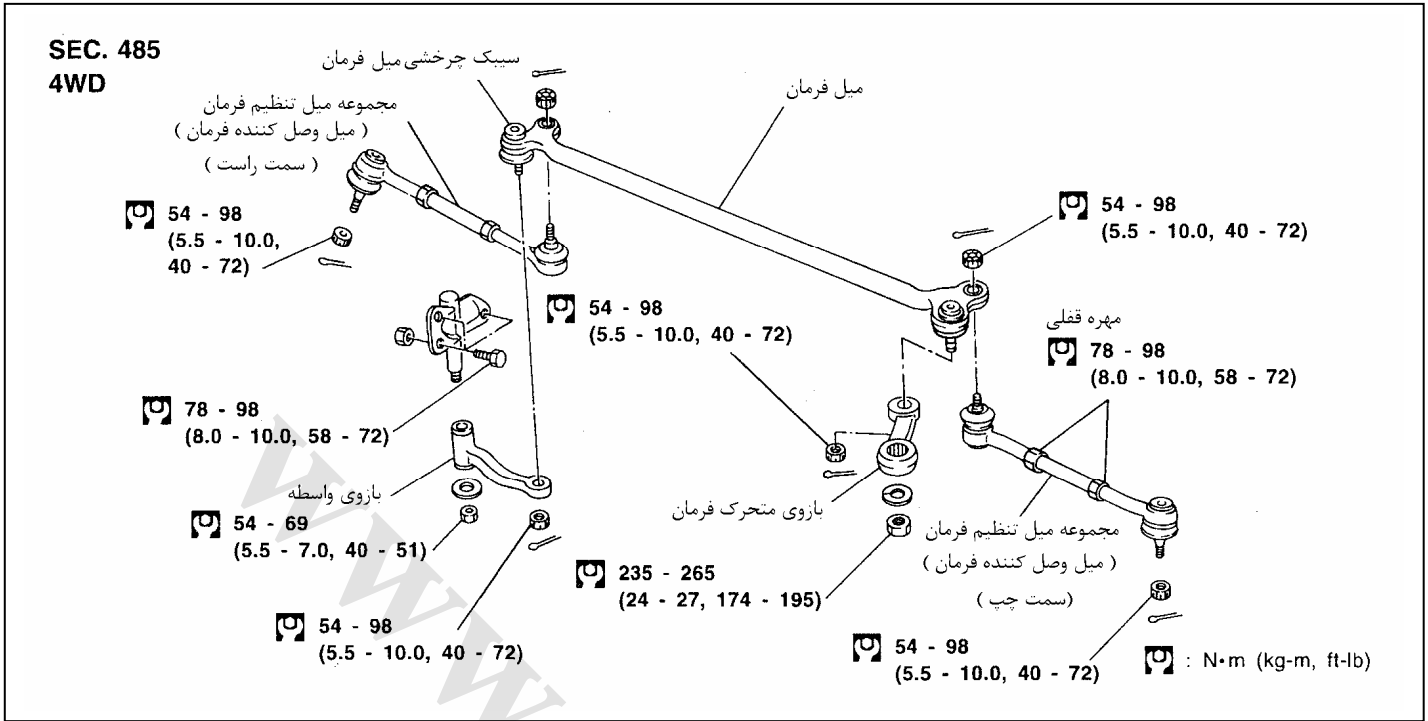 SEC. 485
4WD
سیبک چرخشی میل فرمان
میل فرمان
مجموعه میل تنظیم فرمان
( میل وصل کننده فرمان )
( سمت راست )
54 - 98
(5.5 - 10.0,
40 - 72)
54 - 98
(5.5 - 10.0, 40 - 72)
54 - 98
(5.5 - 10.0, 40 - 72)
مهره قفلی
78 - 98
(8.0 - 10.0, 58 - 72)
78 - 98
(8.0 - 10.0, 58 - 72)
بازوی واسطه
54 - 69
(5.5 - 7.0, 40 - 51)
بازوی متحرک فرمان
مجموعه میل تنظیم فرمان
( میل وصل کننده فرمان )
(سمت چپ )
235 - 265
(24 - 27, 174 - 195)
54 - 98
(5.5 - 10.0, 40 - 72)
54 - 98
(5.5 - 10.0, 40 - 72)
: N•m (kg-m, ft-lb)
www